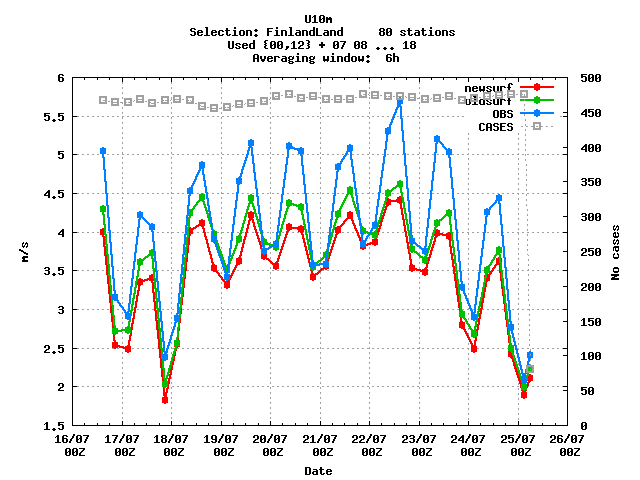 U10m
Selection: FinlandLand     80 stations
Used {00,12} + 07 08 ... 18
Averaging window:  6h
newsurf
oldsurf
OBS
CASES
6
5.5
5
4.5
4
3.5
3
2.5
2
1.5
m/s
500
450
400
350
300
250
200
150
100
50
0
No cases
16/07 17/07 18/07 19/07 20/07 21/07 22/07 23/07 24/07 25/07 26/07
00Z 00Z 00Z 00Z 00Z 00Z 00Z 00Z 00Z 00Z 00Z
Date